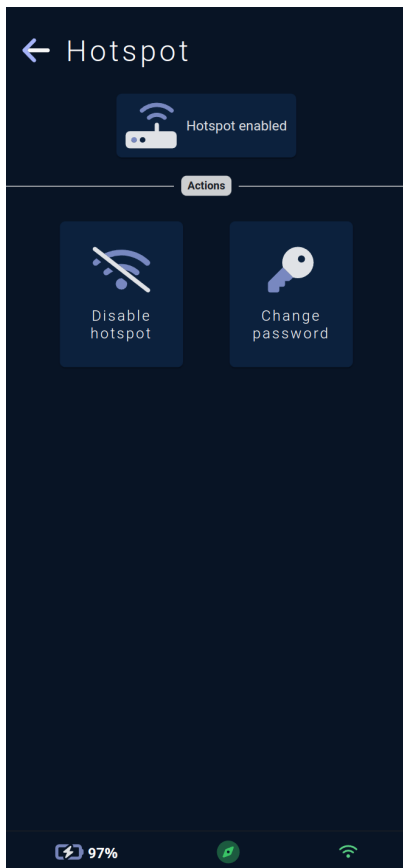 Hotspot
Hotspot enabled
Actions
Disable
hotspot
Change
password
97%